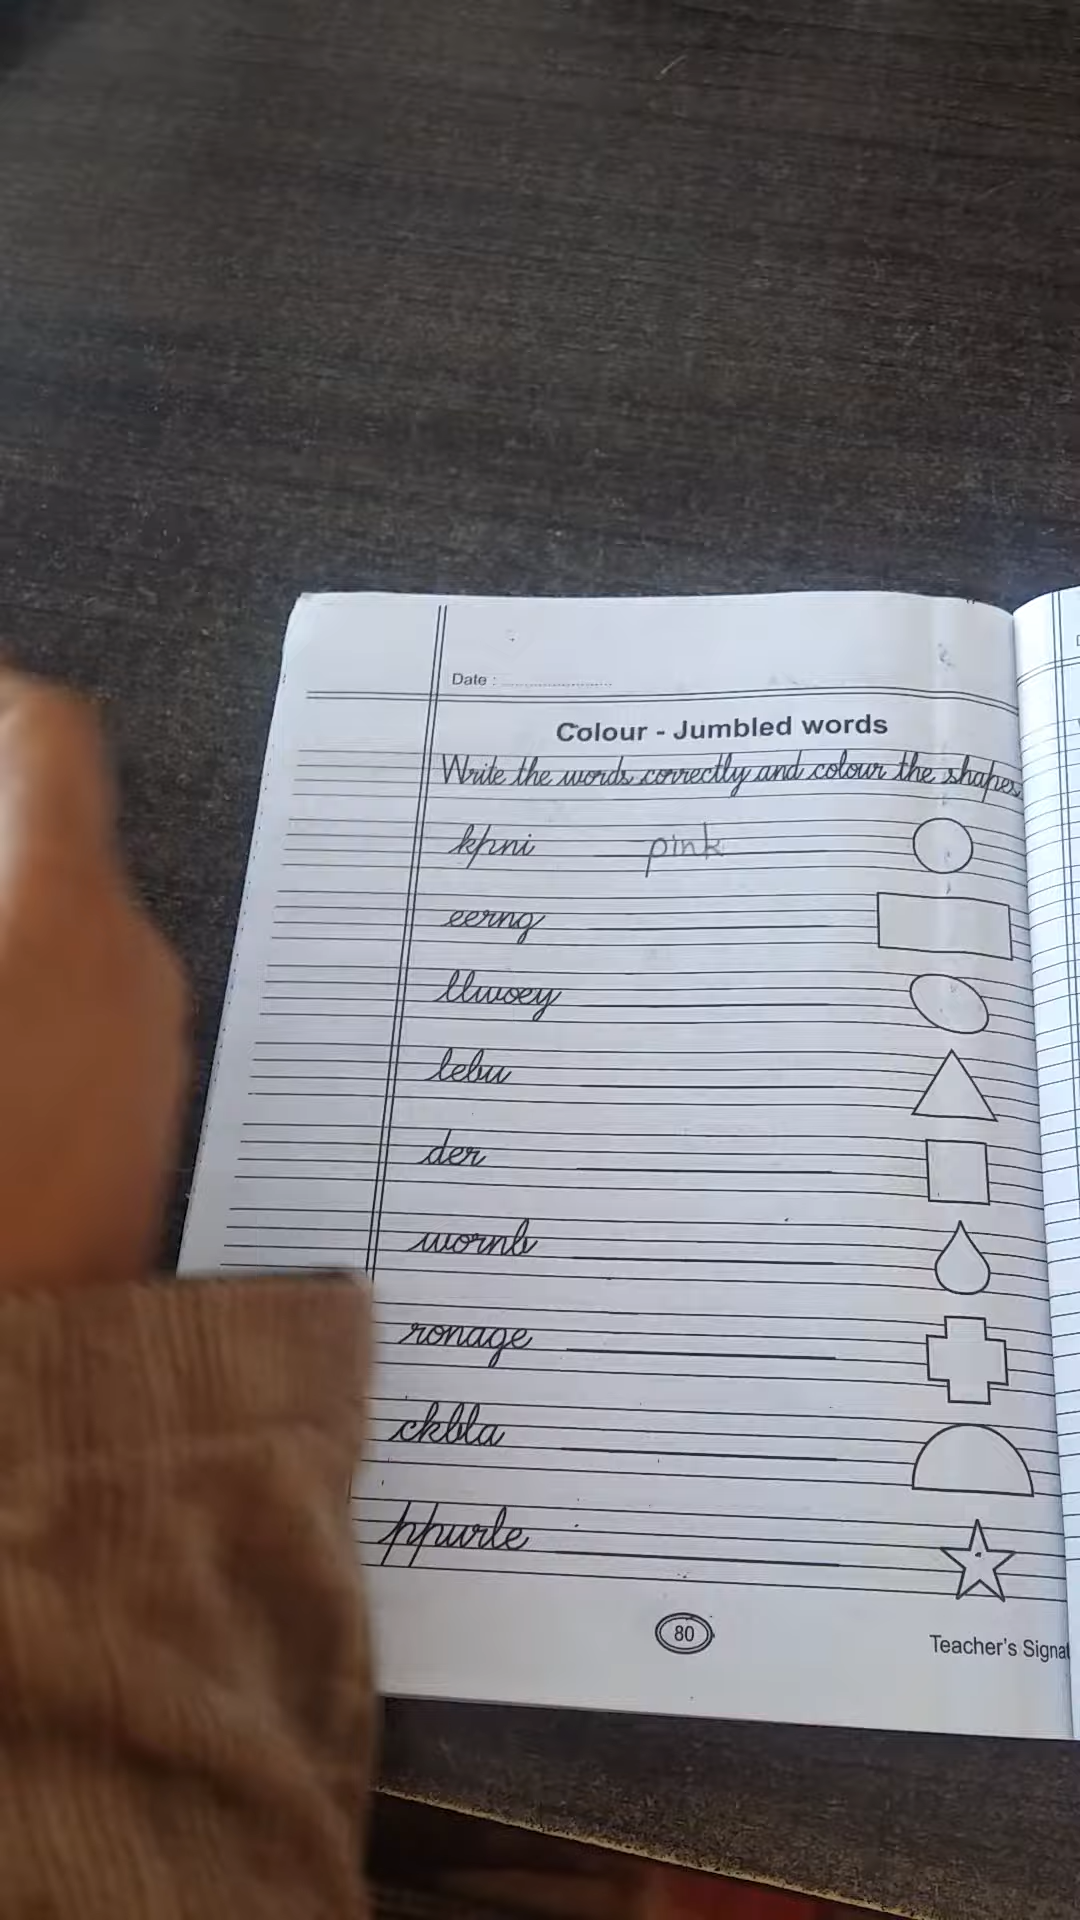 Date :
Colour - Jumbled words
Write the words correctly and colour the shapes
kpni pink
eerng
llwoey
lebu
der
wornb
ronage
ckbla
ppurle
80
Teacher's